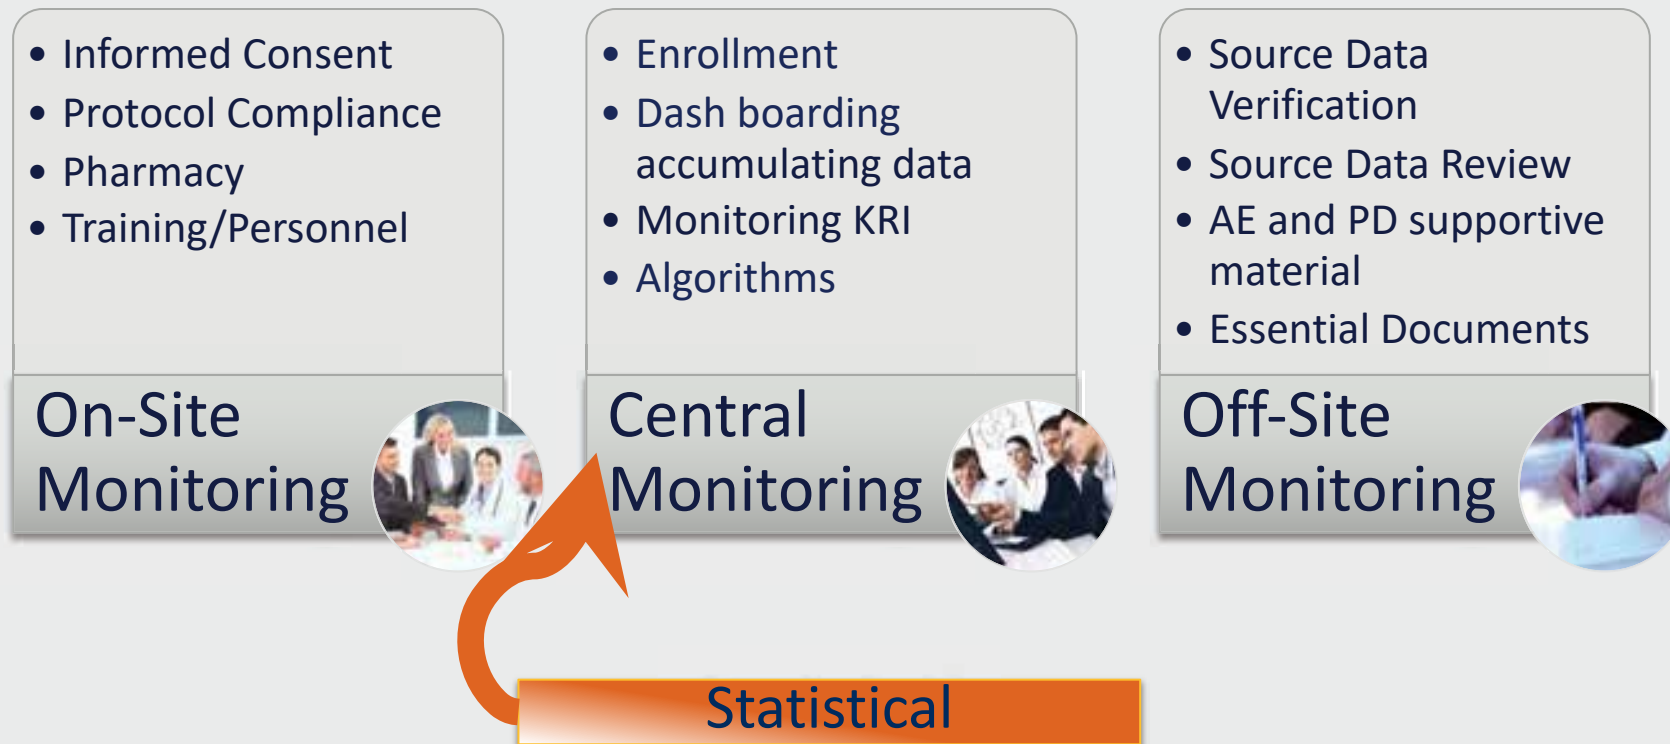 • Informed Consent
• Protocol Compliance
• Pharmacy
• Training/Personnel
On-Site
Monitoring
• Enrollment
• Dash boarding
accumulating data
• Monitoring KRI
• Algorithms
Central
Monitoring
• Source Data
Verification
• Source Data Review
• AE and PD supportive
material
• Essential Documents
Off-Site
Monitoring
Statistical